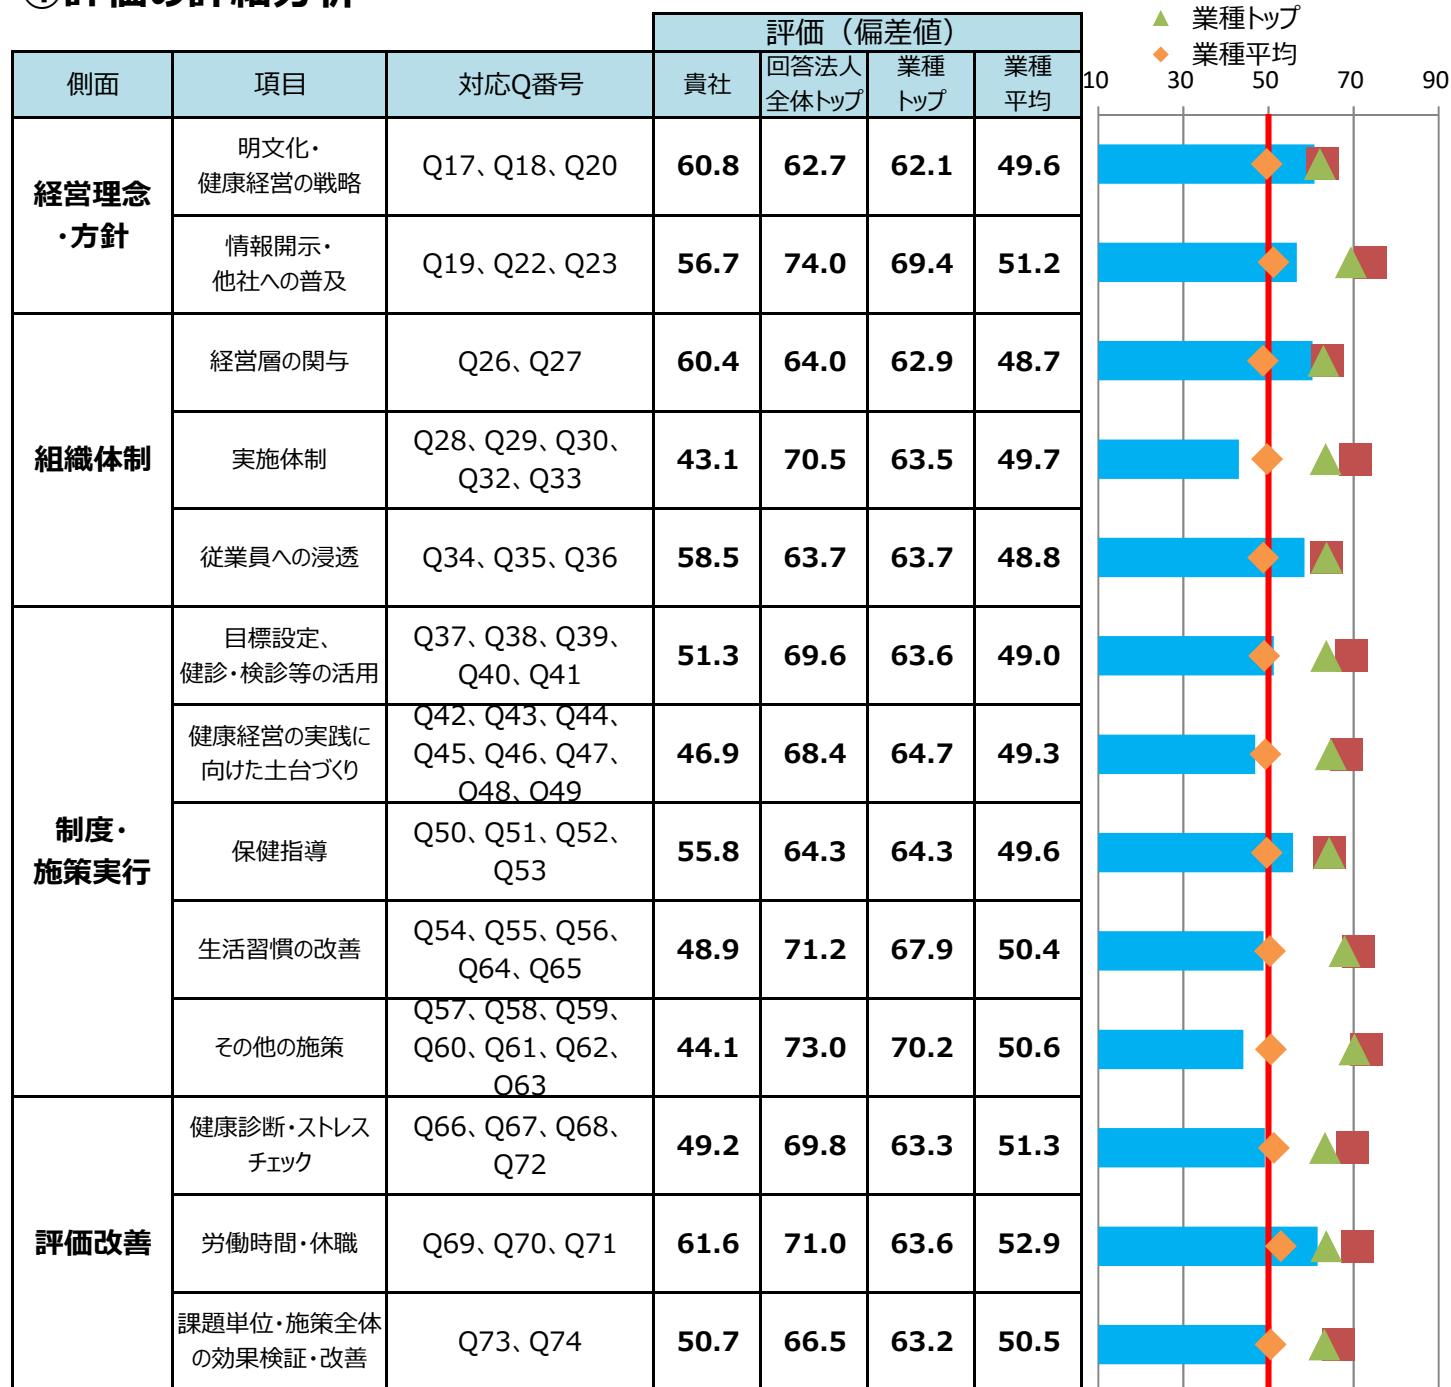 ①評価の詳細分析
評価（偏差値）
側面 項目 対応Q番号 貴社 回答法人 業種 業種
全体トップ トップ 平均
業種トップ
業種平均
10 30 50 70 90
経営理念
・方針
明文化・
健康経営の戦略
Q17、Q18、Q20 60.8 62.7 62.1 49.6
情報開示・
他社への普及
Q19、Q22、Q23 56.7 74.0 69.4 51.2
組織体制
経営層の関与 Q26、Q27 60.4 64.0 62.9 48.7
実施体制
Q28、Q29、Q30、
Q32、Q33
43.1 70.5 63.5 49.7
従業員への浸透 Q34、Q35、Q36 58.5 63.7 63.7 48.8
制度・
施策実行
目標設定、
健診・検診等の活用
Q37、Q38、Q39、
Q40、Q41
51.3 69.6 63.6 49.0
健康経営の実践に
向けた土台づくり
Q42、Q43、Q44、
Q45、Q46、Q47、
Q48、Q49
46.9 68.4 64.7 49.3
保健指導
Q50、Q51、Q52、
Q53
55.8 64.3 64.3 49.6
生活習慣の改善
Q54、Q55、Q56、
Q64、Q65
48.9 71.2 67.9 50.4
その他の施策
Q57、Q58、Q59、
Q60、Q61、Q62、
Q63
44.1 73.0 70.2 50.6
評価改善
健康診断・ストレス
チェック
Q66、Q67、Q68、
Q72
49.2 69.8 63.3 51.3
労働時間・休職 Q69、Q70、Q71 61.6 71.0 63.6 52.9
課題単位・施策全体
の効果検証・改善
Q73、Q74 50.7 66.5 63.2 50.5